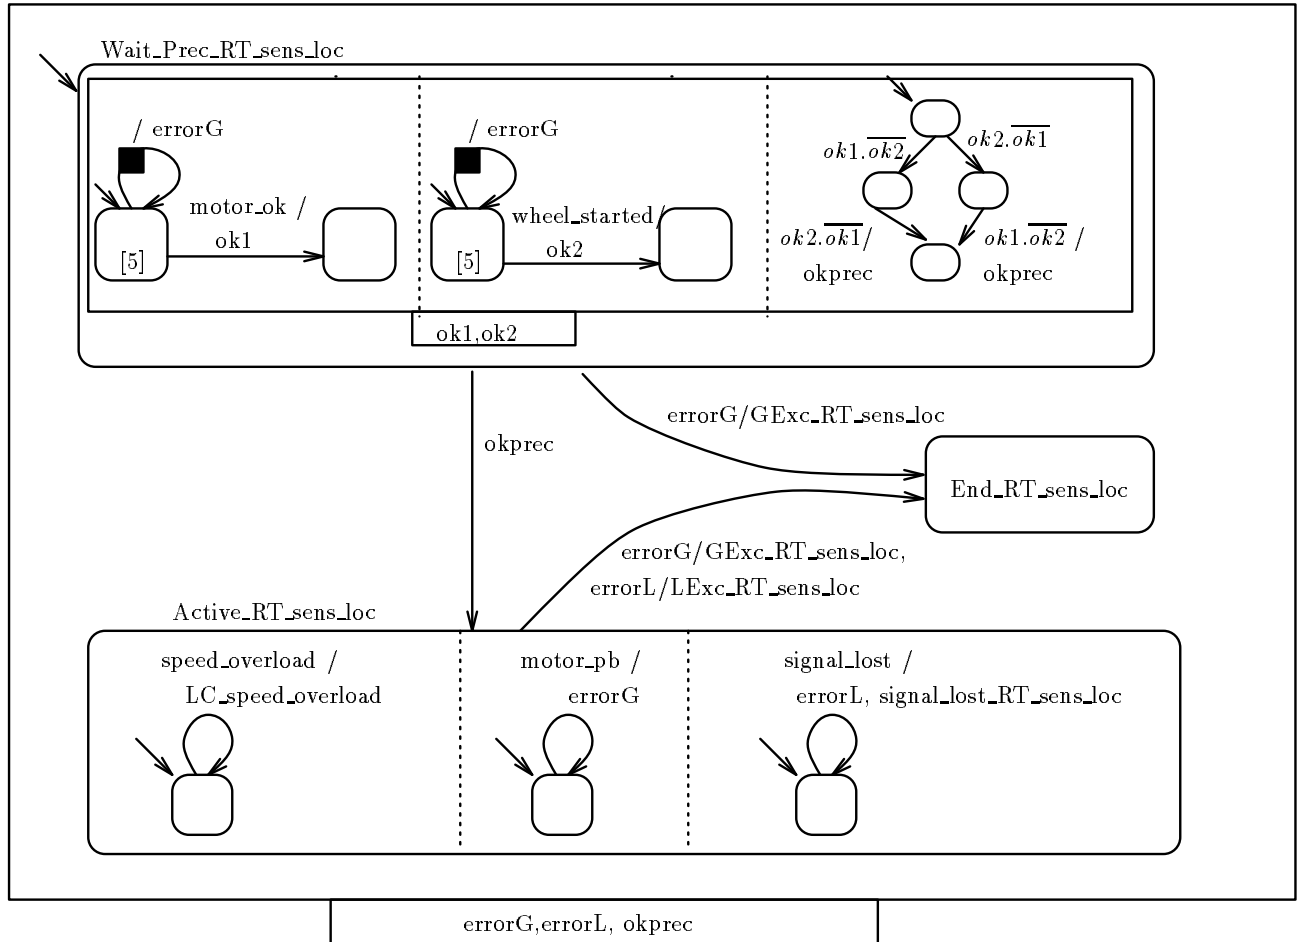 Wait_Prec_RT_sens_loc
/ errorG
/ errorG
ok1.ok2
ok2.ok1
motor_ok /
ok1
wheel_started/
ok2
ok2.ok1/
okprec
ok1.ok2 /
okprec
[5]
[5]
ok1,ok2
errorG/GExc_RT_sens_loc
okprec
End_RT_sens_loc
errorG/GExc_RT_sens_loc,
errorL/LExc_RT_sens_loc
Active_RT_sens_loc
speed_overload /
LC_speed_overload
motor_pb /
errorG
signal_lost /
errorL, signal_lost_RT_sens_loc
errorG,errorL, okprec